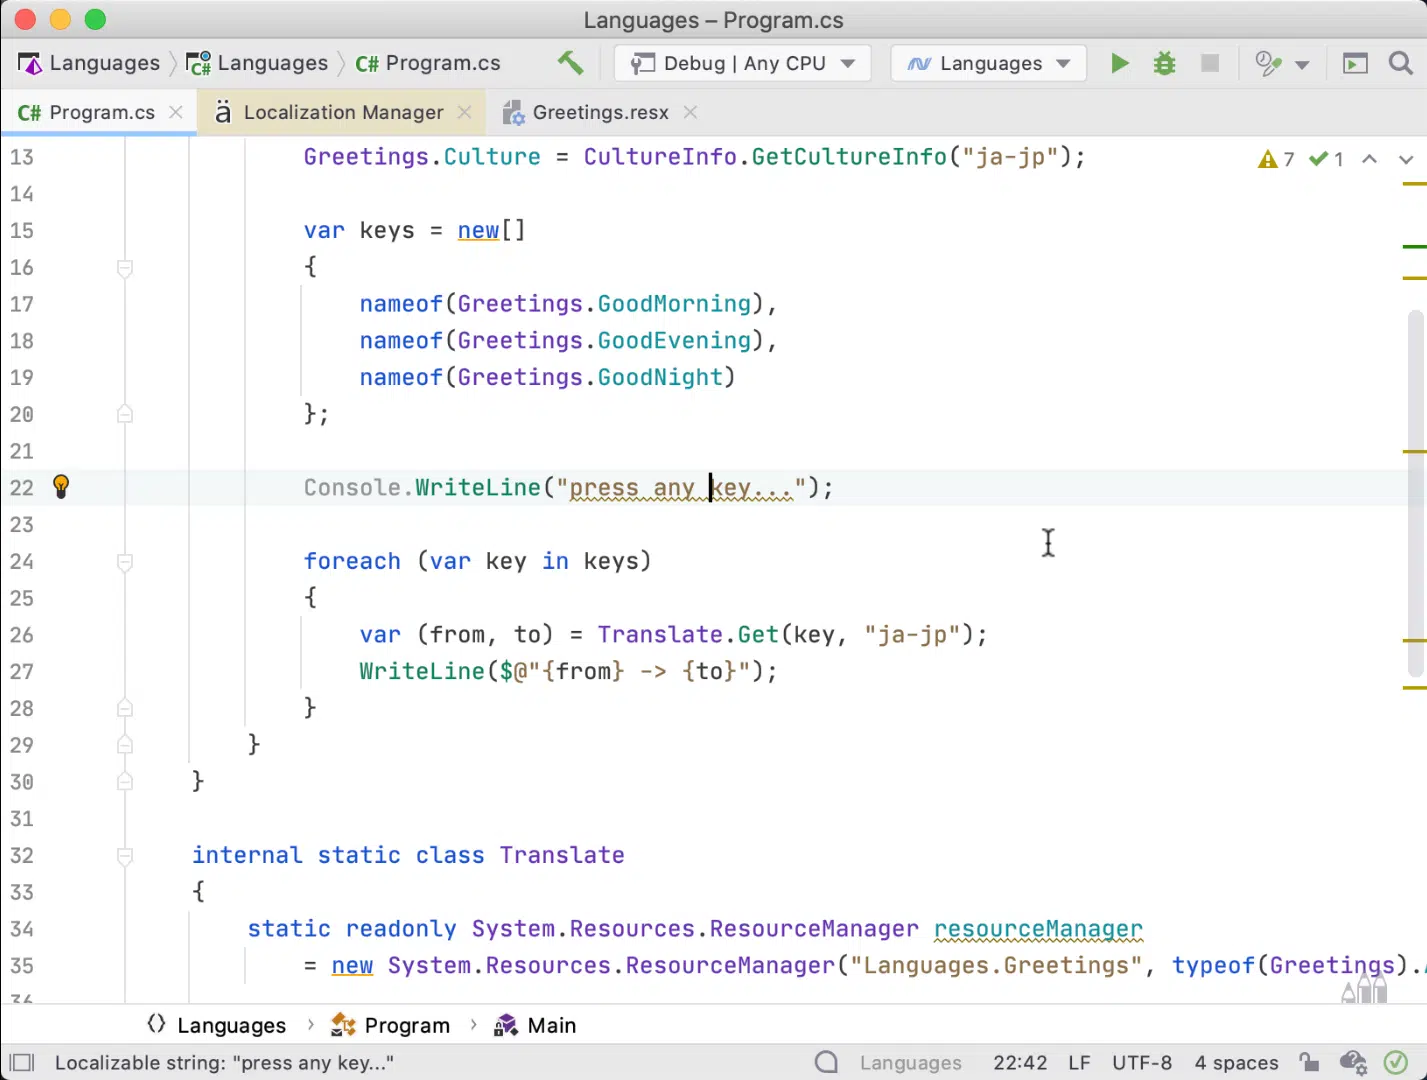 Languages – Program.cs
Languages Languages C# Program.cs Debug | Any CPU Languages
C# Program.cs ä Localization Manager Greetings.resx
13 Greetings.Culture = CultureInfo.GetCultureInfo("ja-jp"); 7 1
14
15 var keys = new[]
16 {
17 nameof(Greetings.GoodMorning),
18 nameof(Greetings.GoodEvening),
19 nameof(Greetings.GoodNight)
20 };
21
22 Console.WriteLine("press any key...");
23
24 foreach (var key in keys)
25 {
26 var (from, to) = Translate.Get(key, "ja-jp");
27 WriteLine($@"{from} -> {to}");
28 }
29 }
30 }
31
32 internal static class Translate
33 {
34 static readonly System.Resources.ResourceManager resourceManager
35 = new System.Resources.ResourceManager("Languages.Greetings", typeof(Greetings).
Languages Program Main
Localizable string: "press any key..." Languages 22:42 LF UTF-8 4 spaces